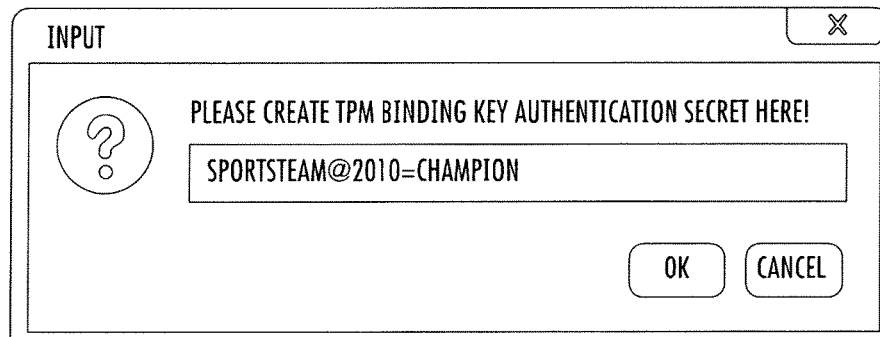 INPUT
X
?
PLEASE CREATE TPM BINDING KEY AUTHENTICATION SECRET HERE!
SPORTSTEAM@2010=CHAMPION
OK CANCEL